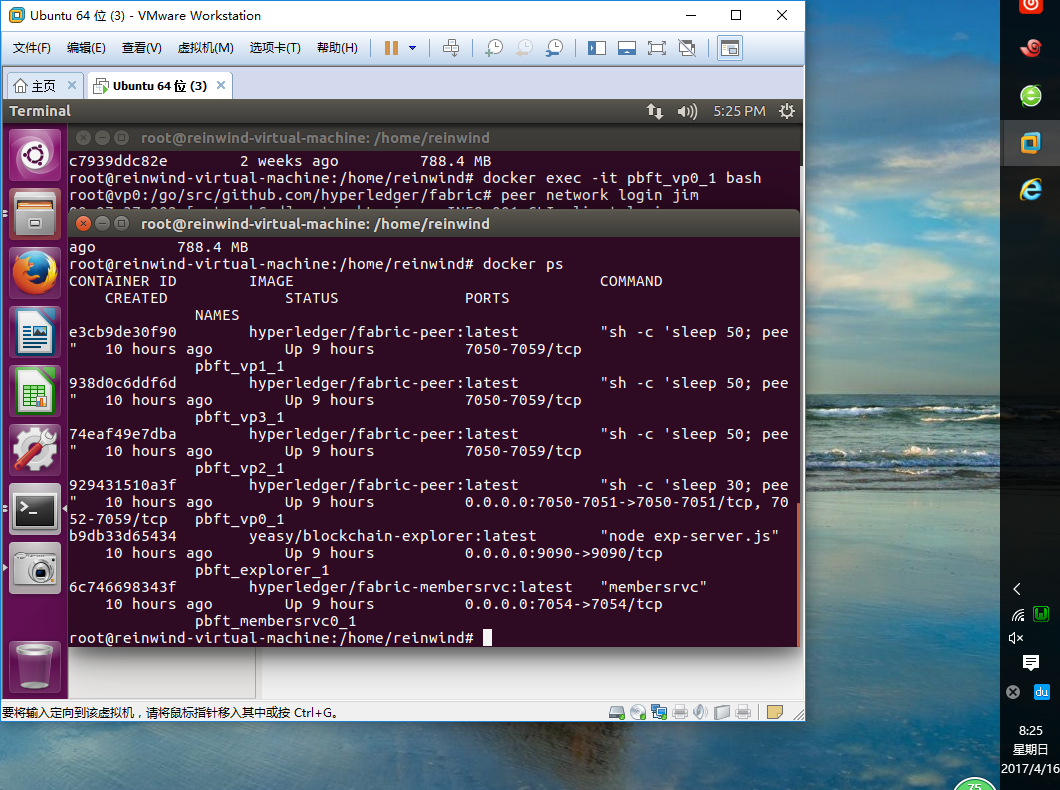 Ubuntu 64 位 (3) - VMware Workstation
文件(F) 编辑(E) 查看(V) 虚拟机(M) 选项卡(T) 帮助(H)
主页 Ubuntu 64 位 (3)
Terminal 5:25 PM
root@reinwind-virtual-machine: /home/reinwind
c7939ddc82e 2 weeks ago 788.4 MB
root@reinwind-virtual-machine:/home/reinwind# docker exec -it pbft_vp0_1 bash
root@vp0:/go/src/github.com/hyperledger/fabric# peer network login jim
root@reinwind-virtual-machine: /home/reinwind
ago 788.4 MB
root@reinwind-virtual-machine:/home/reinwind# docker ps
CONTAINER ID IMAGE COMMAND
CREATED STATUS PORTS
NAMES
e3cb9de30f90 hyperledger/fabric-peer:latest "sh -c 'sleep 50; pee
" 10 hours ago Up 9 hours 7050-7059/tcp
pbft_vp1_1
938d0c6ddf6d hyperledger/fabric-peer:latest "sh -c 'sleep 50; pee
" 10 hours ago Up 9 hours 7050-7059/tcp
pbft_vp3_1
74eaf49e7dba hyperledger/fabric-peer:latest "sh -c 'sleep 50; pee
" 10 hours ago Up 9 hours 7050-7059/tcp
pbft_vp2_1
929431510a3f hyperledger/fabric-peer:latest "sh -c 'sleep 30; pee
" 10 hours ago Up 9 hours 0.0.0.0:7050-7051->7050-7051/tcp, 70
52-7059/tcp pbft_vp0_1
b9db33d65434 yeasy/blockchain-explorer:latest "node exp-server.js"
10 hours ago Up 9 hours 0.0.0.0:9090->9090/tcp
pbft_explorer_1
6c746698343f hyperledger/fabric-membersrvc:latest "membersrvc"
10 hours ago Up 9 hours 0.0.0.0:7054->7054/tcp
pbft_membersrvc0_1
root@reinwind-virtual-machine:/home/reinwind#
要将输入定向到该虚拟机，请将鼠标指针移入其中或按 Ctrl+G。
du
8:25
星期日
2017/4/16
75